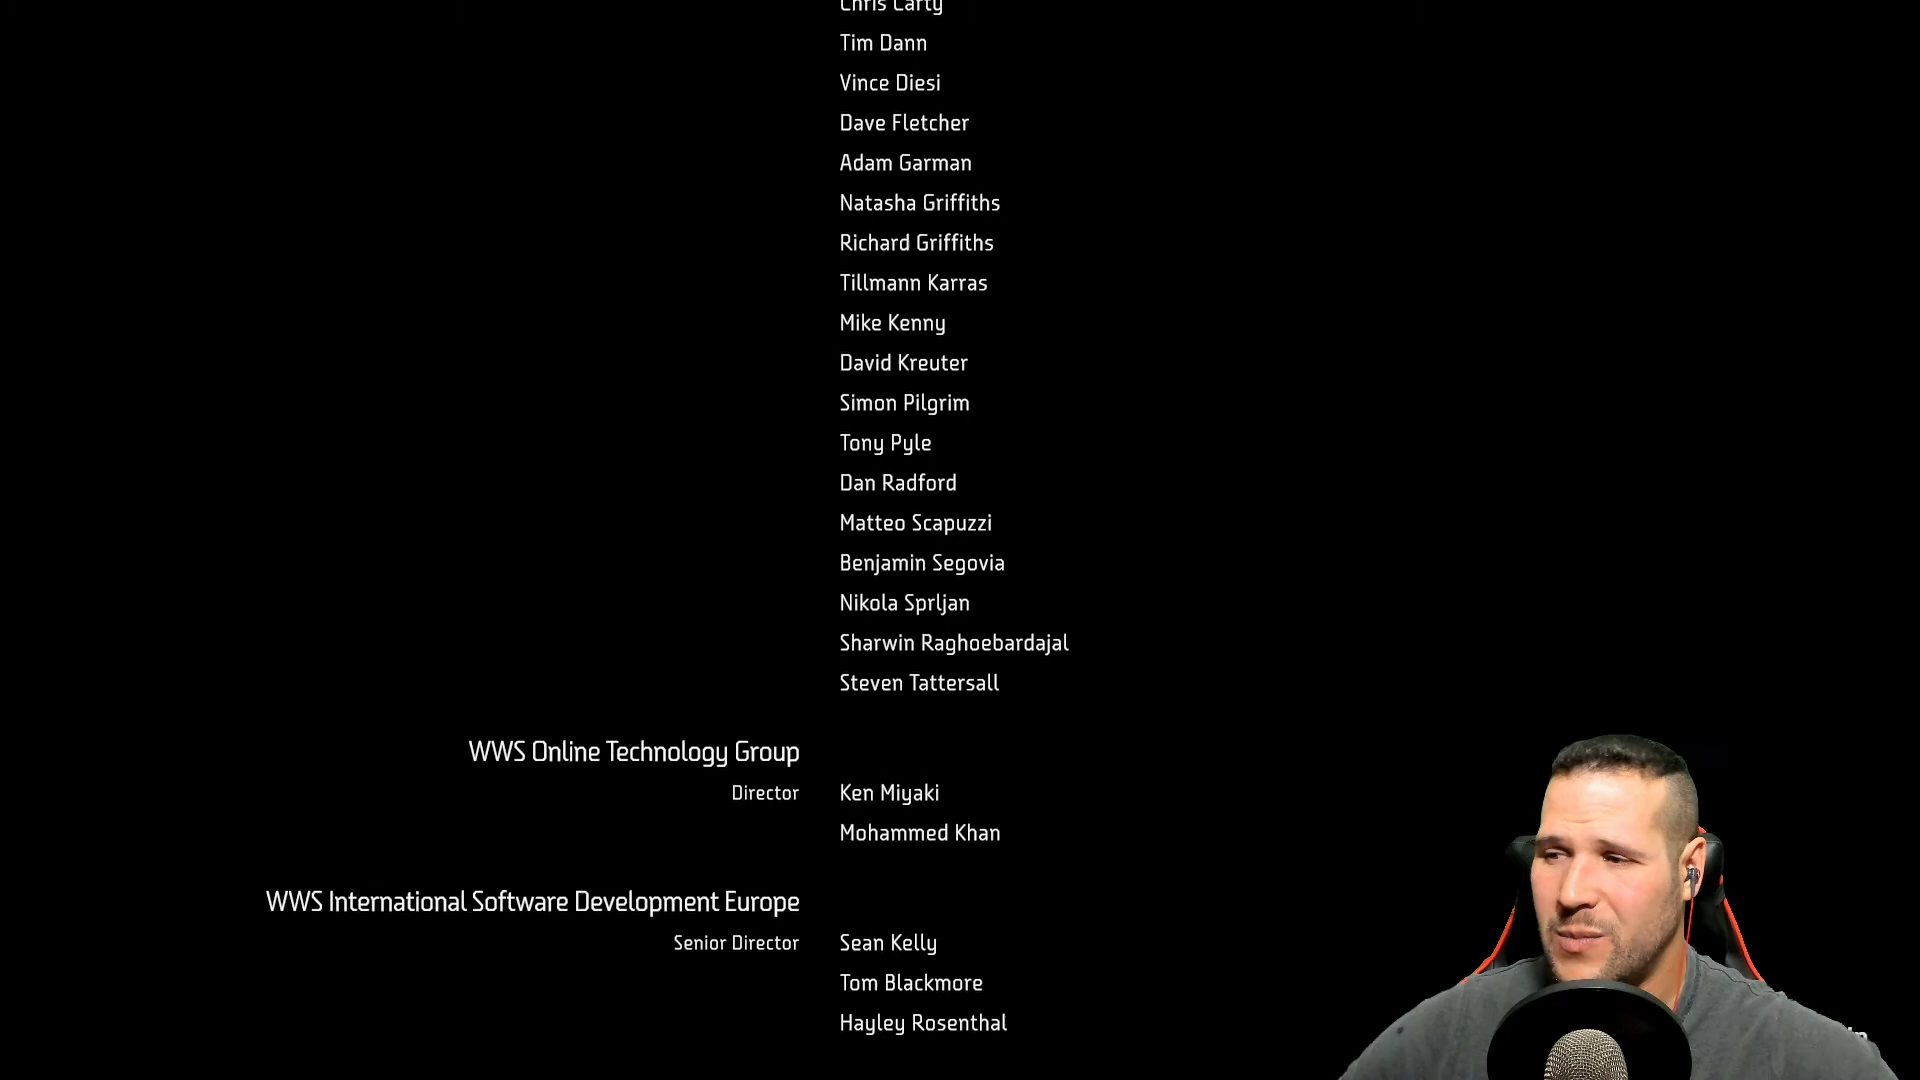 Chris Carty
Tim Dann
Vince Diesi
Dave Fletcher
Adam Garman
Natasha Griffiths
Richard Griffiths
Tillmann Karras
Mike Kenny
David Kreuter
Simon Pilgrim
Tony Pyle
Dan Radford
Matteo Scapuzzi
Benjamin Segovia
Nikola Sprljan
Sharwin Raghoebardajal
Steven Tattersall
WWS Online Technology Group
Director Ken Miyaki
Mohammed Khan
WWS International Software Development Europe
Senior Director Sean Kelly
Tom Blackmore
Hayley Rosenthal